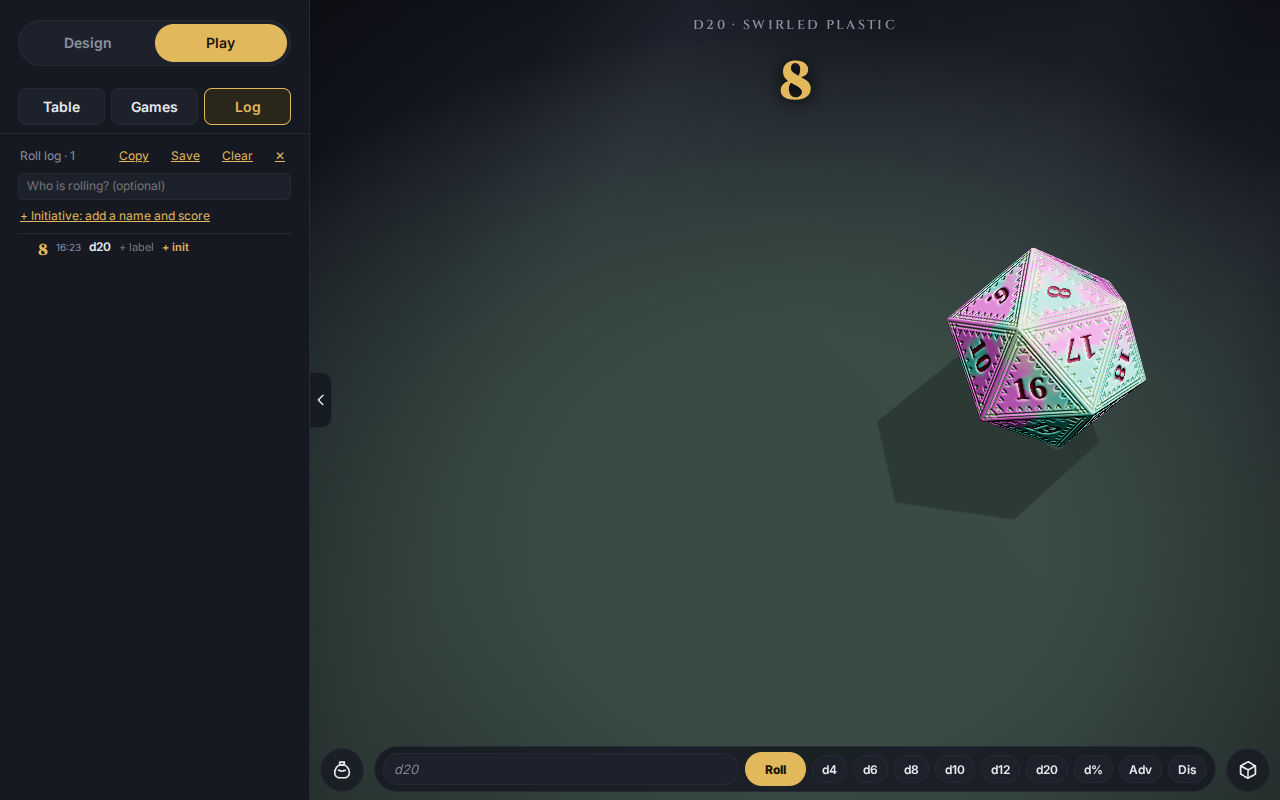 Design Play
D20 · SWIRLED PLASTIC
8
Table Games Log
Roll log · 1 Copy Save Clear ✕
Who is rolling? (optional)
+ Initiative: add a name and score
8 16:23 d20 + label + init
9.
8
10
17
16
18
d20 Roll d4 d6 d8 d10 d12 d20 d% Adv Dis